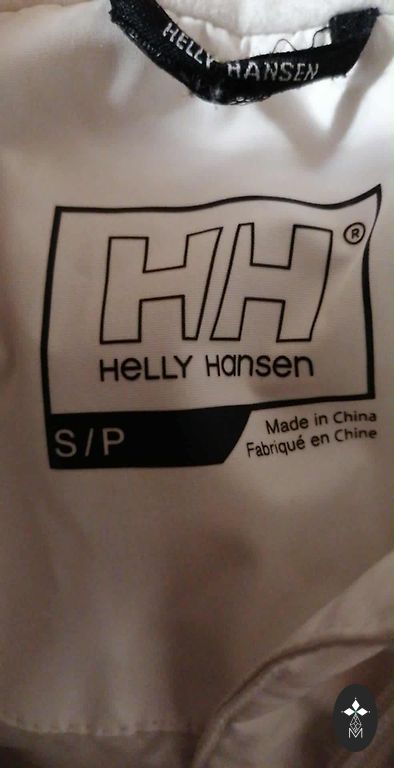 HELLY HANSEN
HH®
HELLY Hansen
S/P
Made in China
Fabriqué en Chine
M